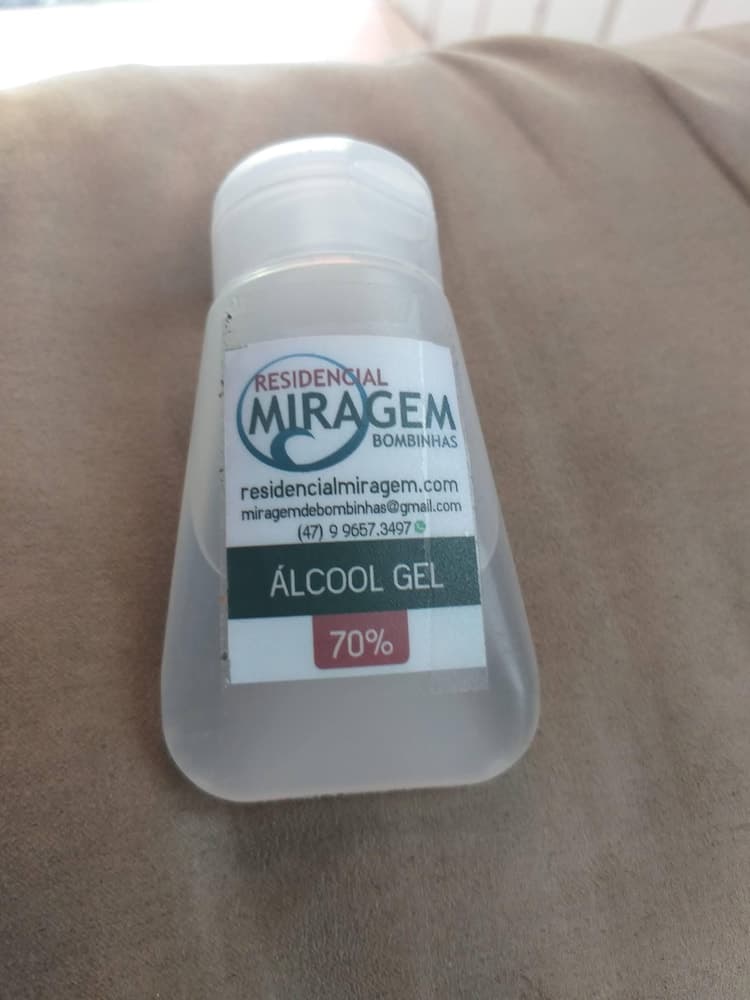 RESIDENCIAL
MIRAGEM
BOMBINHAS
residencialmiragem.com
miragemdebombinhas@gmail.com
(47) 9 9657.3497
ÁLCOOL GEL
70%